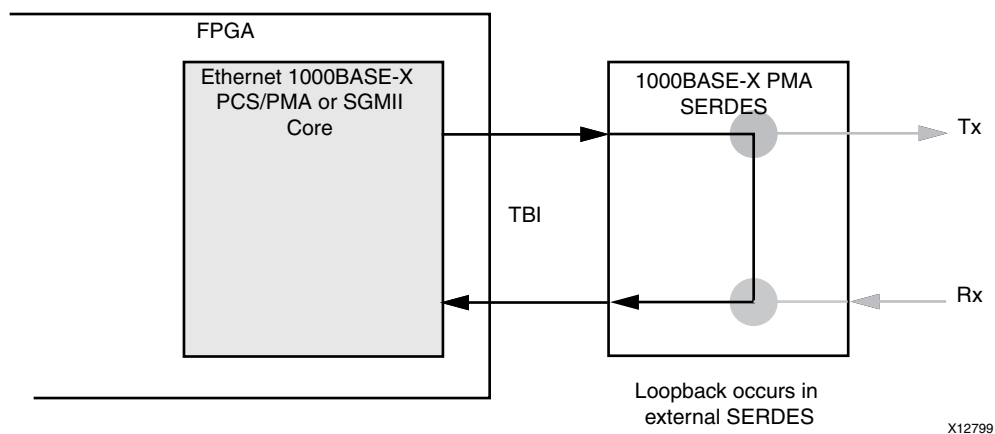 FPGA
Ethernet 1000BASE-X
PCS/PMA or SGMII
Core
1000BASE-X PMA
SERDES
Tx
TBI
Rx
Loopback occurs in
external SERDES
X12799